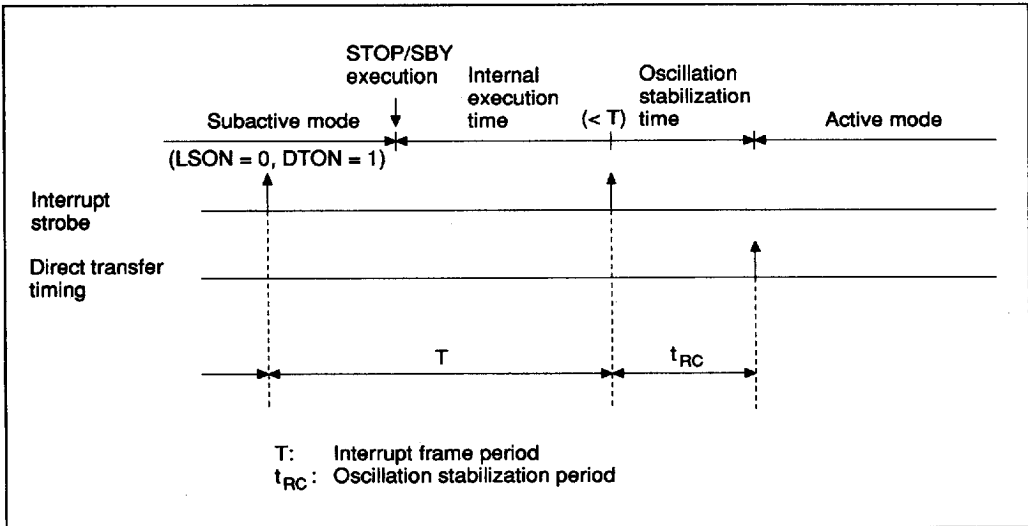 STOP/SBY
execution
Internal
execution
time
(< T)
Oscillation
stabilization
time
Subactive mode
Active mode
(LSON = 0, DTON = 1)
Interrupt
strobe
Direct transfer
timing
T
tRC
T: Interrupt frame period
tRC : Oscillation stabilization period